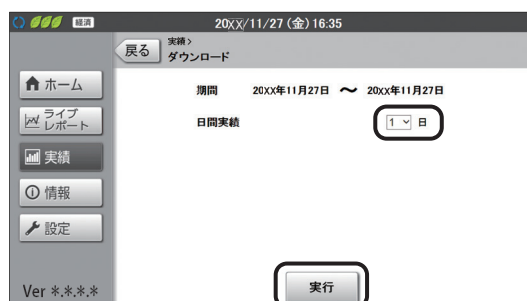 経済
20XX/11/27 (金) 16:35
戻る
実績>
ダウンロード
ホーム
ライブ
レポート
実績
情報
設定
Ver *.*.*.*
期間 20XX年11月27日 〜 20XX年11月27日
日間実績 1 日
実行